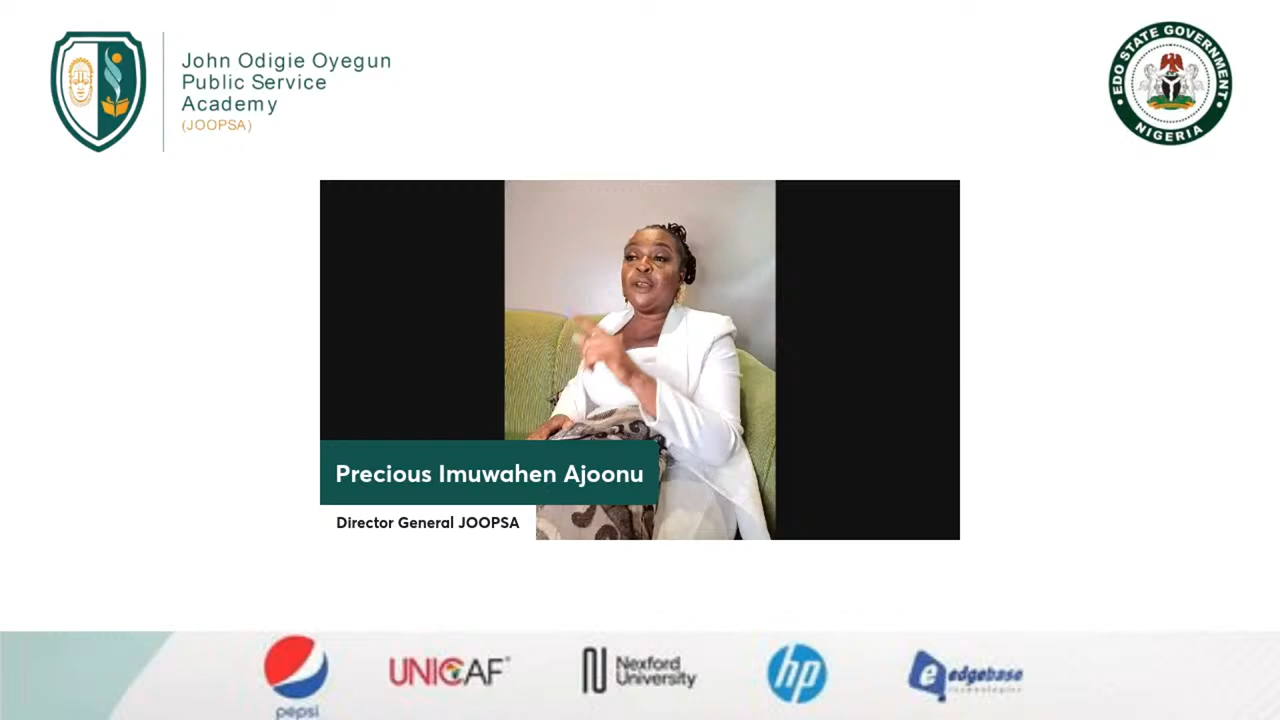 John Odigie Oyegun
Public Service
Academy
(JOOPSA)
EDO STATE GOVERNMENT
NIGERIA
Precious Imuwahen Ajoonu
Director General JOOPSA
pepsi
UNICAF
Nexford
University
hp
e edgebase
technologies